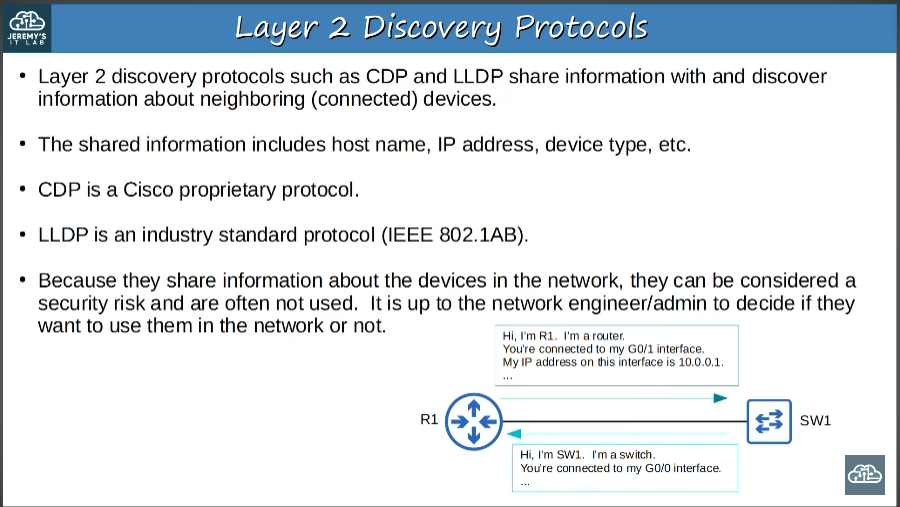 JEREMY'S
IT LAB
Layer 2 Discovery Protocols
• Layer 2 discovery protocols such as CDP and LLDP share information with and discover
information about neighboring (connected) devices.
• The shared information includes host name, IP address, device type, etc.
• CDP is a Cisco proprietary protocol.
• LLDP is an industry standard protocol (IEEE 802.1AB).
• Because they share information about the devices in the network, they can be considered a
security risk and are often not used.  It is up to the network engineer/admin to decide if they
want to use them in the network or not.
Hi, I'm R1.  I'm a router.
You're connected to my G0/1 interface.
My IP address on this interface is 10.0.0.1.
...
R1
SW1
Hi, I'm SW1.  I'm a switch.
You're connected to my G0/0 interface.
...